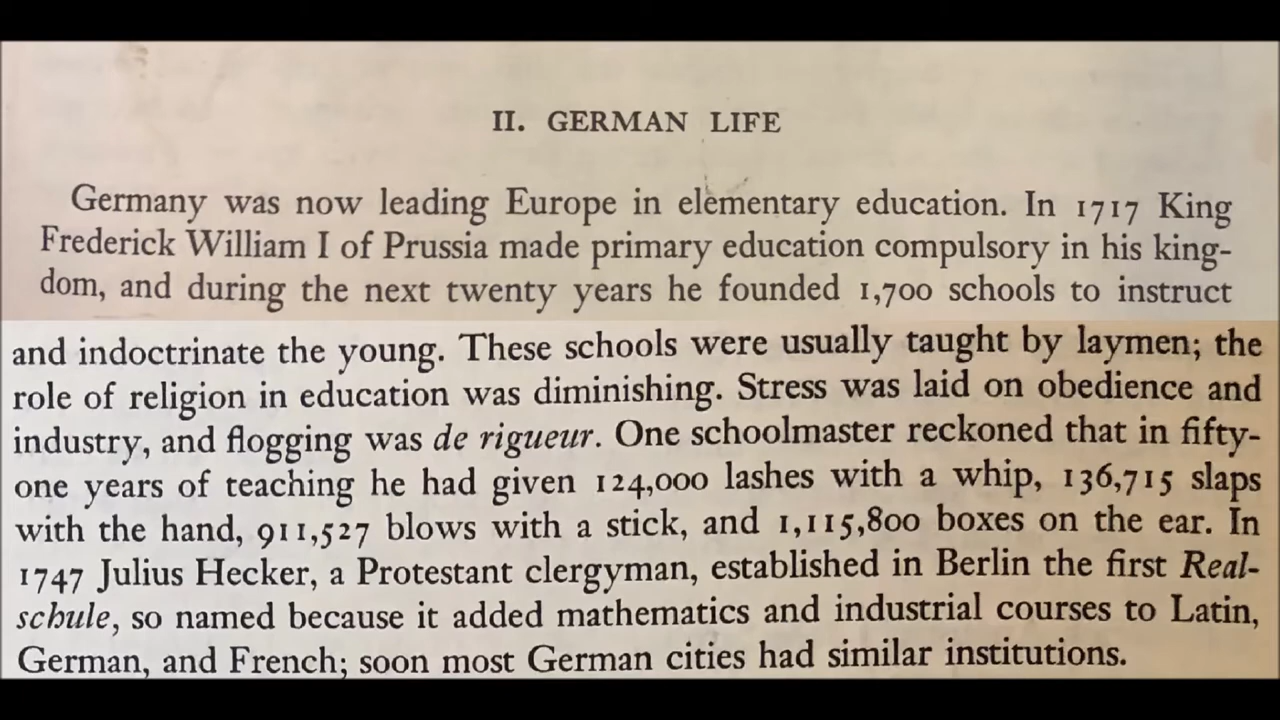 II. GERMAN LIFE
Germany was now leading Europe in elementary education. In 1717 King
Frederick William I of Prussia made primary education compulsory in his king-
dom, and during the next twenty years he founded 1,700 schools to instruct
and indoctrinate the young. These schools were usually taught by laymen; the
role of religion in education was diminishing. Stress was laid on obedience and
industry, and flogging was de rigueur. One schoolmaster reckoned that in fifty-
one years of teaching he had given 124,000 lashes with a whip, 136,715 slaps
with the hand, 911,527 blows with a stick, and 1,115,800 boxes on the ear. In
1747 Julius Hecker, a Protestant clergyman, established in Berlin the first Real-
schule, so named because it added mathematics and industrial courses to Latin,
German, and French; soon most German cities had similar institutions.